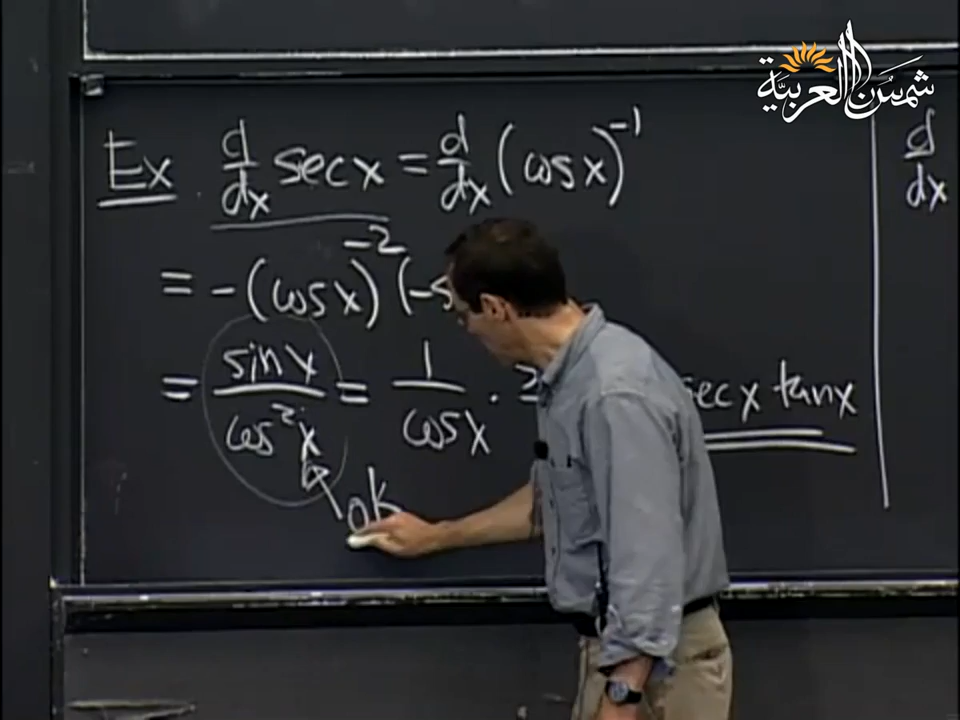 شمس العربية
Ex d/dx sec x = d/dx (cos x)^-1
= -(cos x)^-2 (-s
= sin x / cos^2 x = 1 / cos x ·
sec x tan x
ok
d/dx